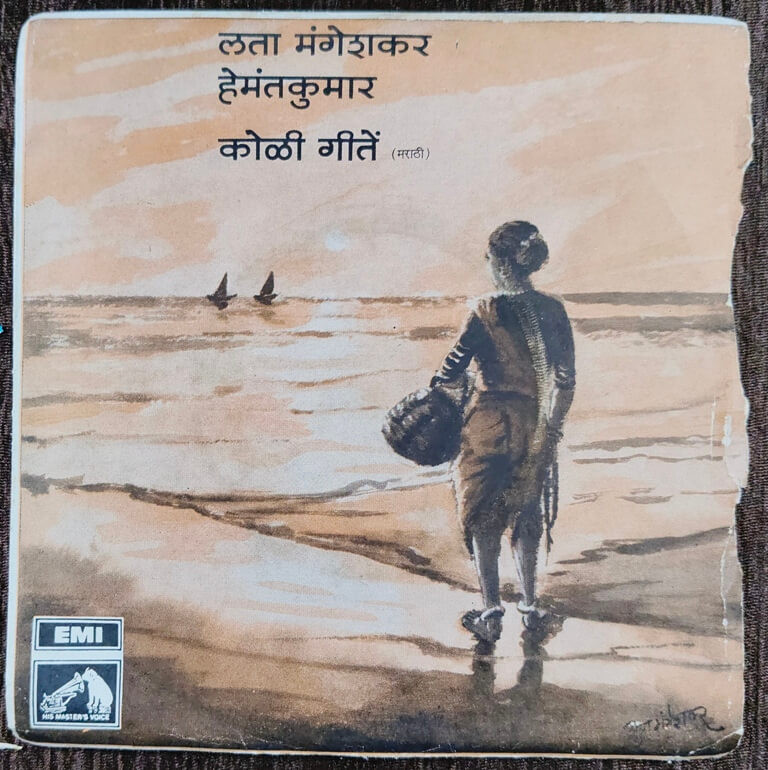 लता मंगेशकर
हेमंतकुमार
कोळी गीतें (मराठी)
EMI
HIS MASTER'S VOICE